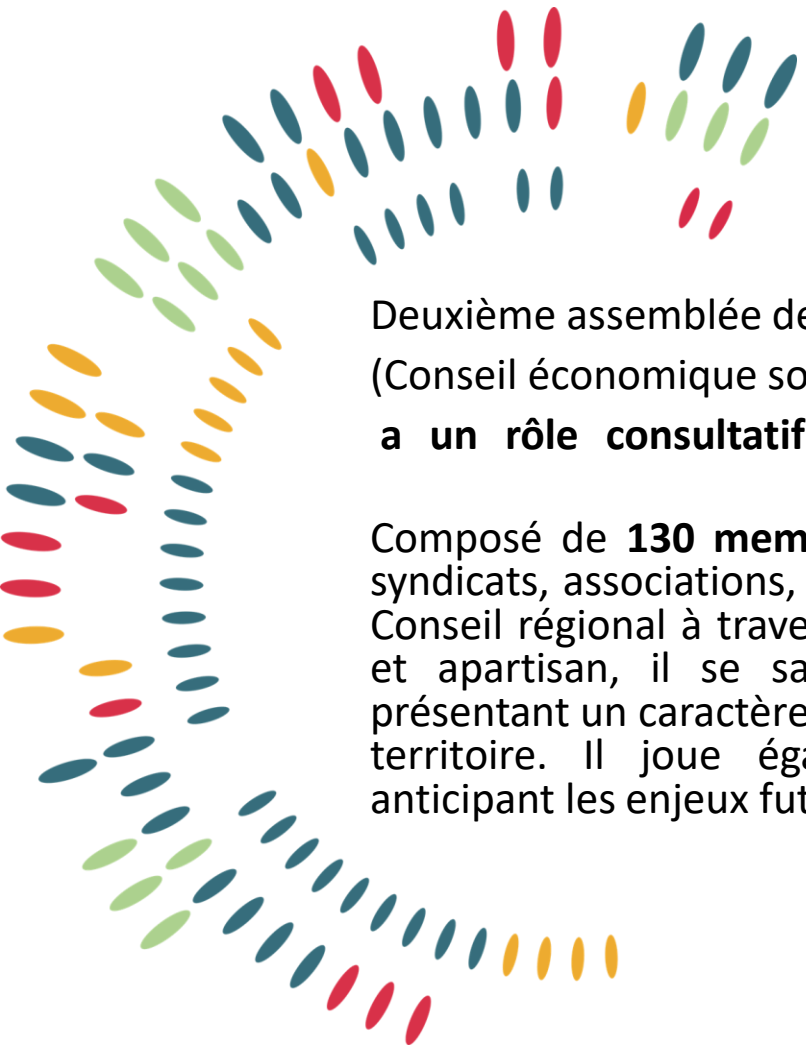 Deuxième assemblée de
(Conseil économique so
a un rôle consultatif
Composé de 130 mem
syndicats, associations,
Conseil régional à trave
et apartisan, il se sa
présentant un caractère
territoire. Il joue éga
anticipant les enjeux fut